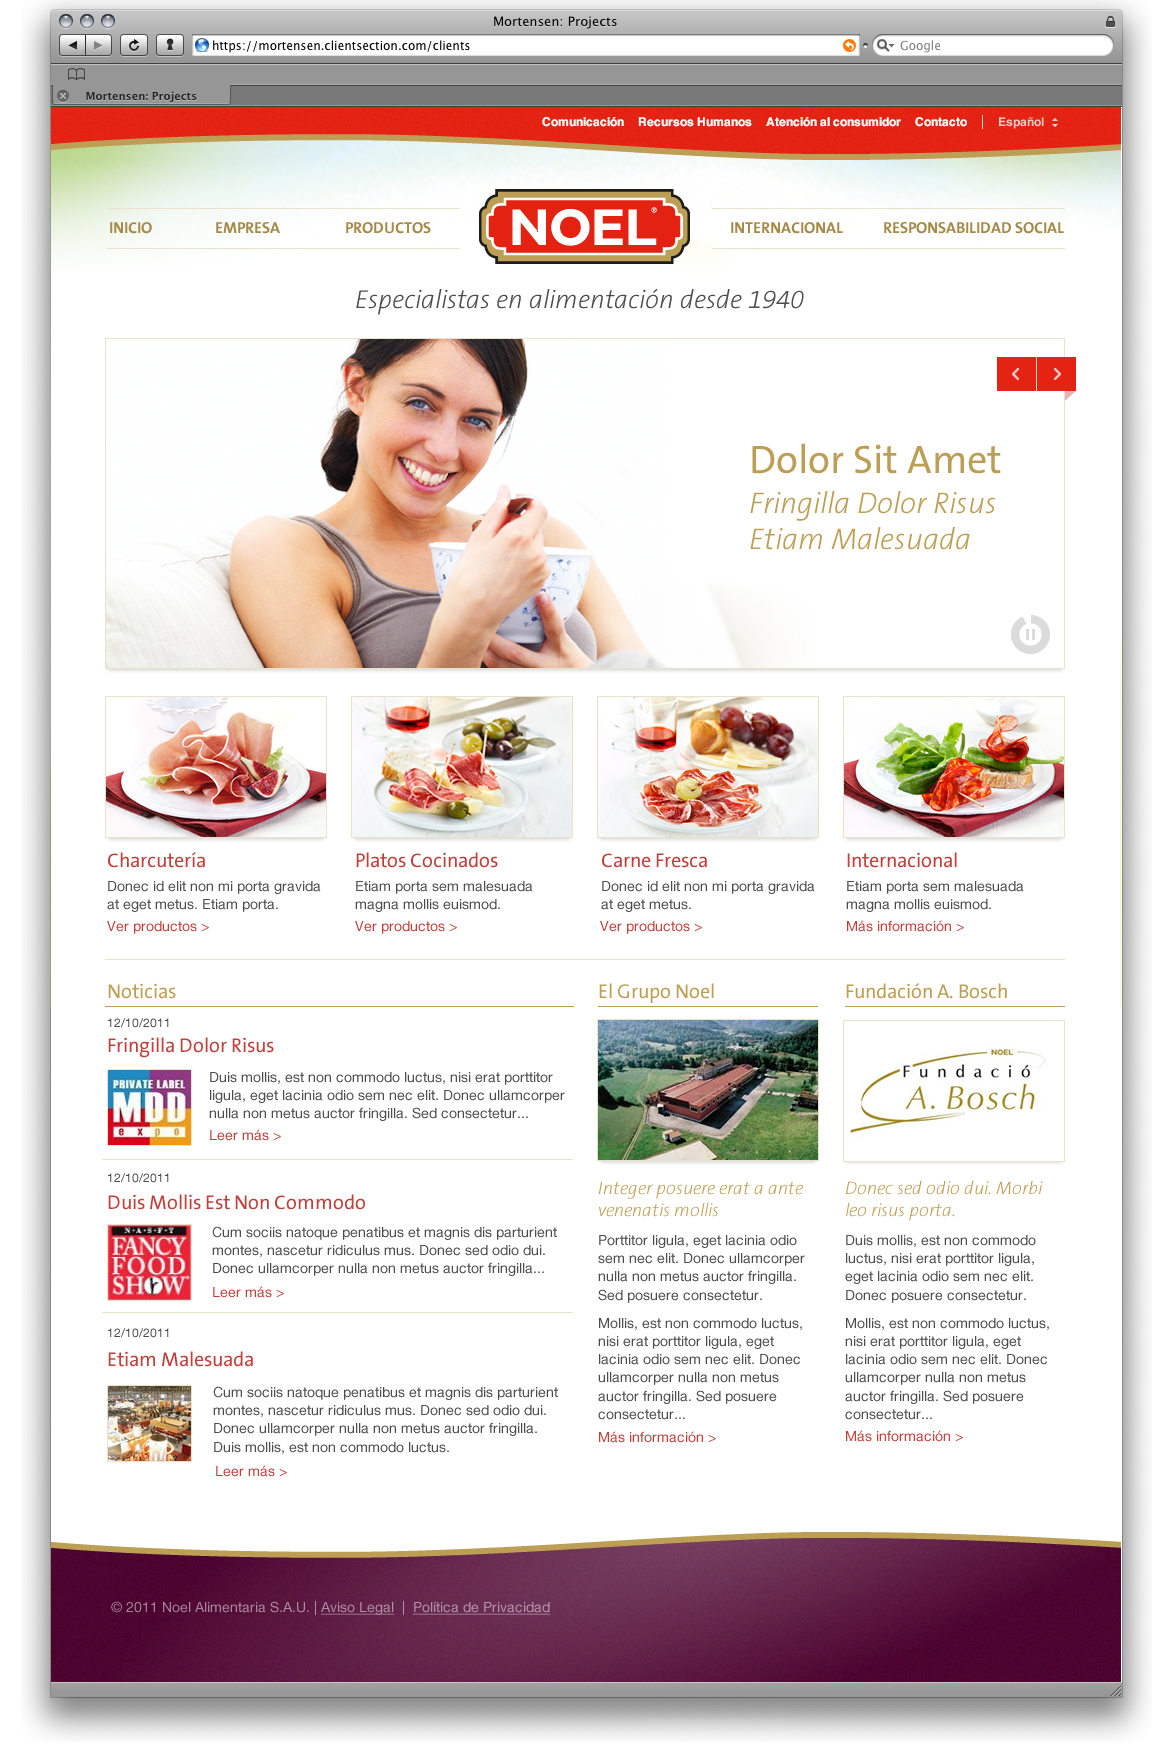 Mortensen: Projects
https://mortensen.clientsection.com/clients
Google
Mortensen: Projects
Comunicación Recursos Humanos Atención al consumidor Contacto | Español
INICIO EMPRESA PRODUCTOS NOEL® INTERNACIONAL RESPONSABILIDAD SOCIAL
Especialistas en alimentación desde 1940
Dolor Sit Amet
Fringilla Dolor Risus
Etiam Malesuada
Charcutería
Donec id elit non mi porta gravida
at eget metus. Etiam porta.
Ver productos >
Platos Cocinados
Etiam porta sem malesuada
magna mollis euismod.
Ver productos >
Carne Fresca
Donec id elit non mi porta gravida
at eget metus.
Ver productos >
Internacional
Etiam porta sem malesuada
magna mollis euismod.
Más información >
Noticias
12/10/2011
Fringilla Dolor Risus
PRIVATE LABEL
MDD
expo
Duis mollis, est non commodo luctus, nisi erat porttitor
ligula, eget lacinia odio sem nec elit. Donec ullamcorper
nulla non metus auctor fringilla. Sed consectetur...
Leer más >
12/10/2011
Duis Mollis Est Non Commodo
N·A·S·F·T
FANCY
FOOD
SHOW
Cum sociis natoque penatibus et magnis dis parturient
montes, nascetur ridiculus mus. Donec sed odio dui.
Donec ullamcorper nulla non metus auctor fringilla...
Leer más >
12/10/2011
Etiam Malesuada
Cum sociis natoque penatibus et magnis dis parturient
montes, nascetur ridiculus mus. Donec sed odio dui.
Donec ullamcorper nulla non metus auctor fringilla.
Duis mollis, est non commodo luctus.
Leer más >
El Grupo Noel
Integer posuere erat a ante
venenatis mollis
Porttitor ligula, eget lacinia odio
sem nec elit. Donec ullamcorper
nulla non metus auctor fringilla.
Sed posuere consectetur.
Mollis, est non commodo luctus,
nisi erat porttitor ligula, eget
lacinia odio sem nec elit. Donec
ullamcorper nulla non metus
auctor fringilla. Sed posuere
consectetur...
Más información >
Fundación A. Bosch
NOEL
Fundació
A. Bosch
Donec sed odio dui. Morbi
leo risus porta.
Duis mollis, est non commodo
luctus, nisi erat porttitor ligula,
eget lacinia odio sem nec elit.
Donec posuere consectetur.
Mollis, est non commodo luctus,
nisi erat porttitor ligula, eget
lacinia odio sem nec elit. Donec
ullamcorper nulla non metus
auctor fringilla. Sed posuere
consectetur...
Más información >
© 2011 Noel Alimentaria S.A.U. | Aviso Legal | Política de Privacidad